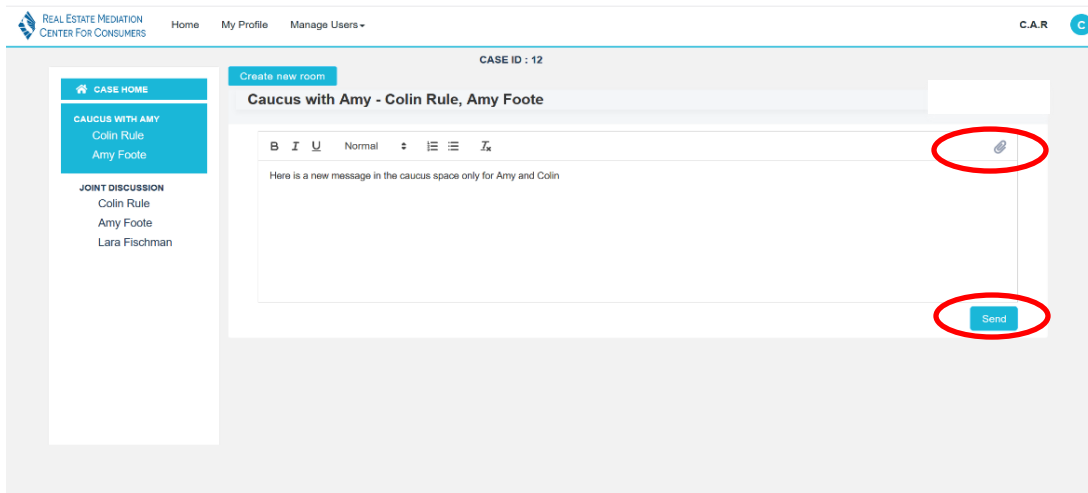 REAL ESTATE MEDIATION
CENTER FOR CONSUMERS
Home My Profile Manage Users C.A.R C
CASE ID : 12
CASE HOME
CAUCUS WITH AMY
Colin Rule
Amy Foote
JOINT DISCUSSION
Colin Rule
Amy Foote
Lara Fischman
Create new room
Caucus with Amy - Colin Rule, Amy Foote
B I U Normal Tx
Here is a new message in the caucus space only for Amy and Colin
Send